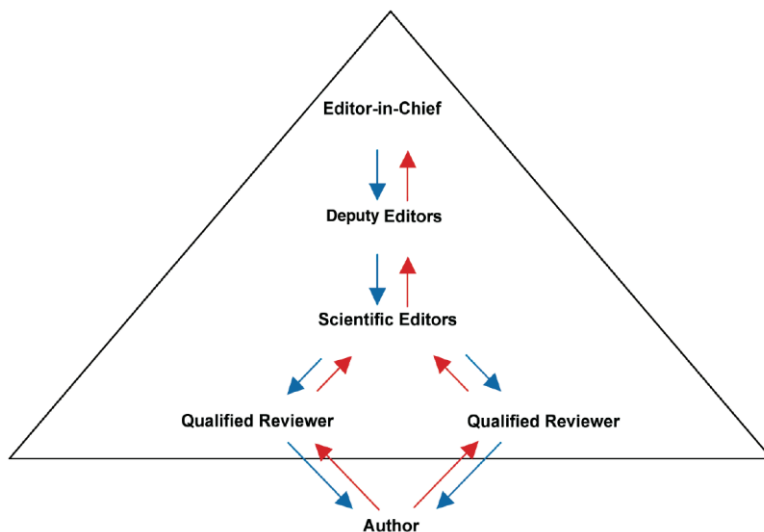 Editor-in-Chief
Deputy Editors
Scientific Editors
Qualified Reviewer
Qualified Reviewer
Author